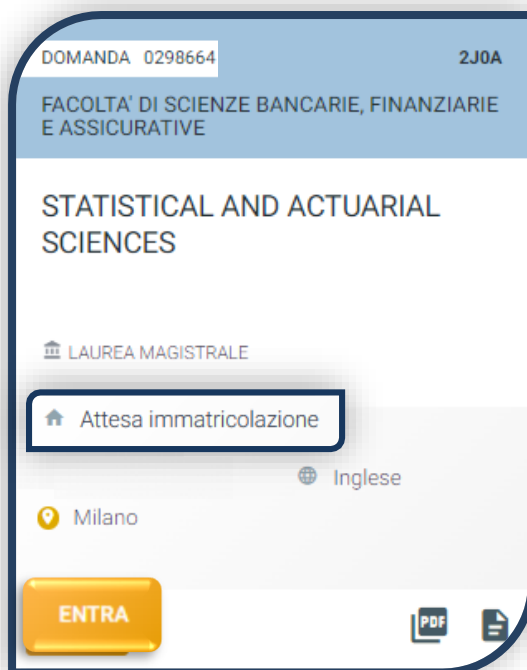 DOMANDA 0298664 2J0A
FACOLTA' DI SCIENZE BANCARIE, FINANZIARIE
E ASSICURATIVE
STATISTICAL AND ACTUARIAL
SCIENCES
LAUREA MAGISTRALE
Attesa immatricolazione
Inglese
Milano
ENTRA
PDF